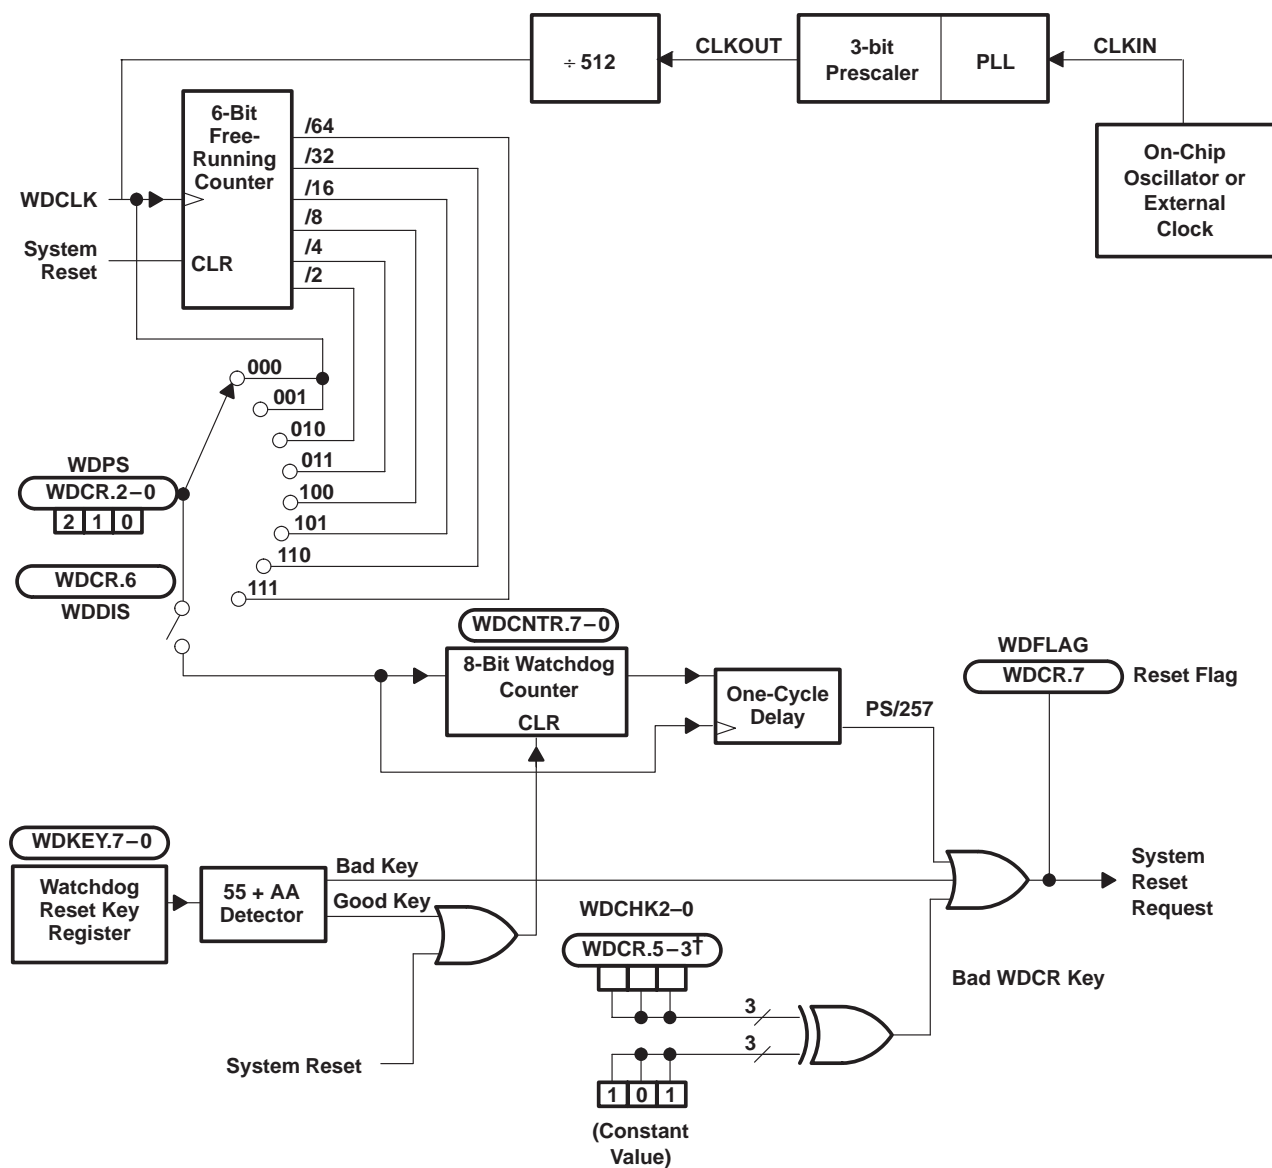 ÷ 512
CLKOUT
3-bit
Prescaler
PLL
CLKIN
On-Chip
Oscillator or
External
Clock
6-Bit
Free-
Running
Counter
CLR
/64
/32
/16
/8
/4
/2
WDCLK
System
Reset
000
001
010
011
100
101
110
111
WDPS
WDCR.2–0
2 1 0
WDCR.6
WDDIS
WDCNTR.7–0
8-Bit Watchdog
Counter
CLR
One-Cycle
Delay
PS/257
WDFLAG
WDCR.7
Reset Flag
WDKEY.7–0
Watchdog
Reset Key
Register
55 + AA
Detector
Bad Key
Good Key
System Reset
WDCHK2–0
WDCR.5–3†
3
3
1 0 1
(Constant
Value)
Bad WDCR Key
System
Reset
Request